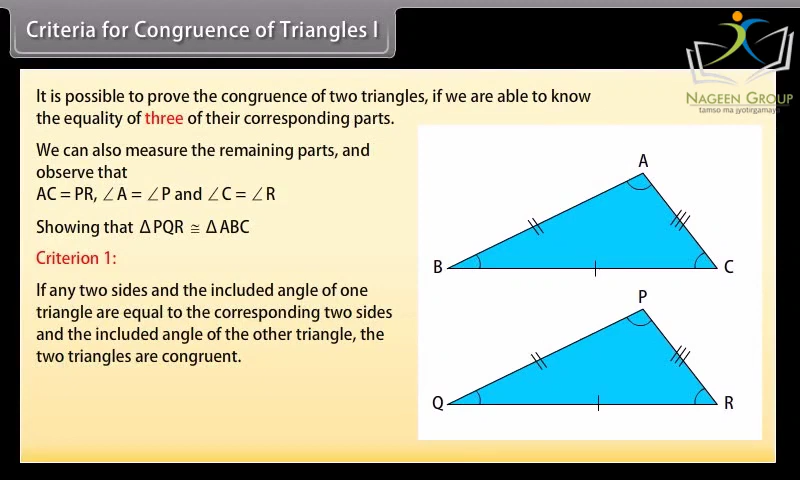 Criteria for Congruence of Triangles I
NAGEEN GROUP
tamso ma jyotirgamaya
It is possible to prove the congruence of two triangles, if we are able to know
the equality of three of their corresponding parts.
We can also measure the remaining parts, and
observe that
AC = PR, ∠A = ∠P and ∠C = ∠R
Showing that ΔPQR ≅ ΔABC
Criterion 1:
If any two sides and the included angle of one
triangle are equal to the corresponding two sides
and the included angle of the other triangle, the
two triangles are congruent.
A
B
C
P
Q
R